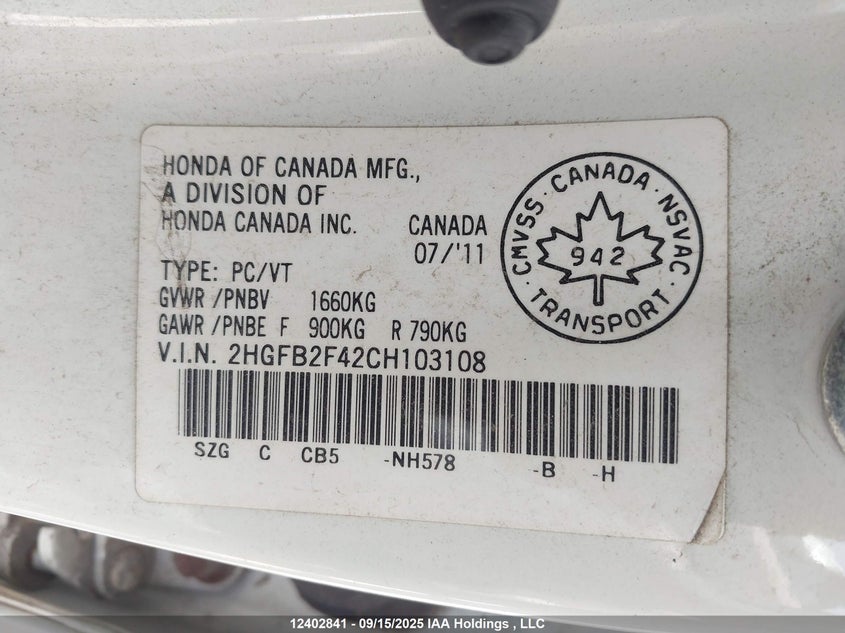 HONDA OF CANADA MFG.,
A DIVISION OF
HONDA CANADA INC. CANADA
07/'11
TYPE: PC/VT
GVWR /PNBV 1660KG
GAWR /PNBE F 900KG R 790KG
V.I.N. 2HGFB2F42CH103108
SZG C CB5 -NH578 -B -H
CMVSS · CANADA · NSVAC
942
· TRANSPORT ·
12402841 - 09/15/2025 IAA Holdings, LLC